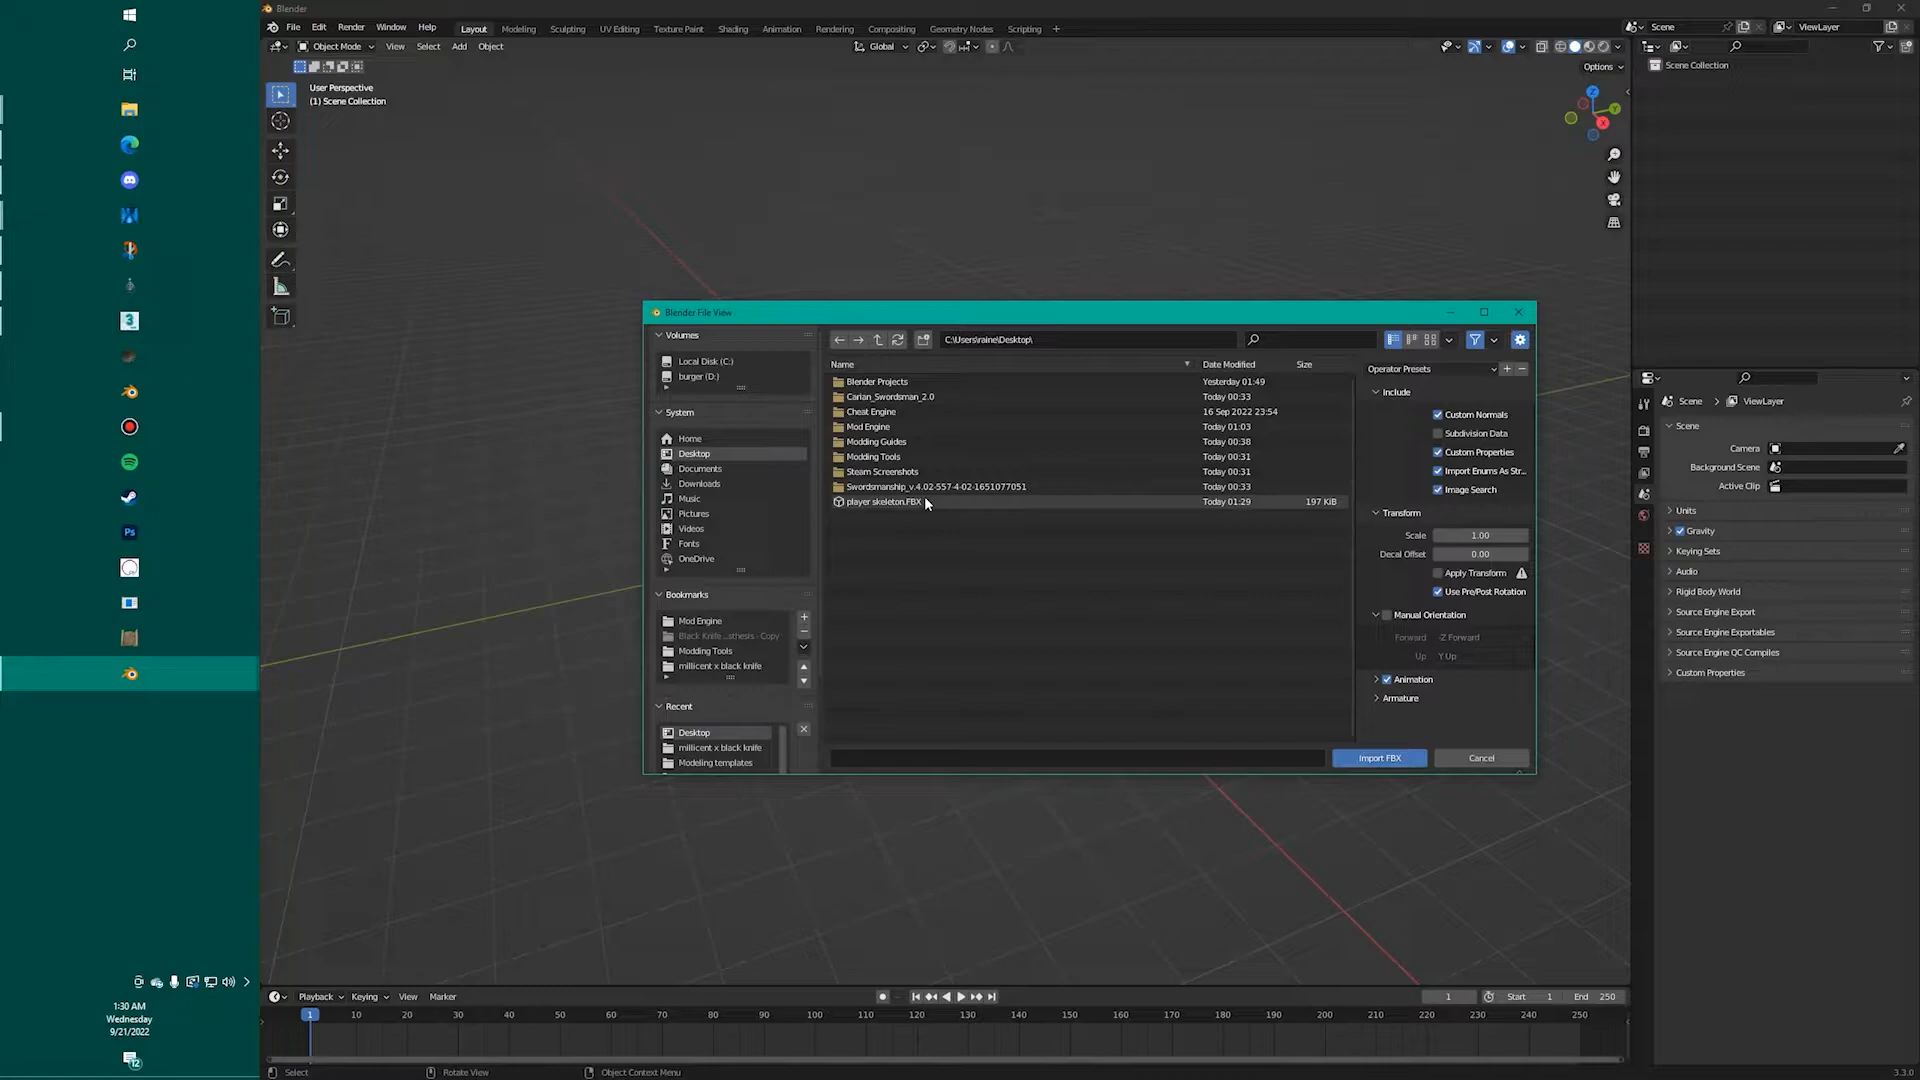 Blender
File Edit Render Window Help
Layout Modeling Sculpting UV Editing Texture Paint Shading Animation Rendering Compositing Geometry Nodes Scripting +
Scene
ViewLayer
Object Mode View Select Add Object
Global
Options
User Perspective
(1) Scene Collection
Scene Collection
Z
Y
X
Blender File View
Volumes
Local Disk (C:)
burger (D:)
System
Home
Desktop
Documents
Downloads
Music
Pictures
Videos
Fonts
OneDrive
Bookmarks
Mod Engine
Black Knife ...sthesis - Copy
Modding Tools
millicent x black knife
Recent
Desktop
millicent x black knife
Modeling templates
C:\Users\raine\Desktop\
Name Date Modified Size
Blender Projects Yesterday 01:49
Carian_Swordsman_2.0 Today 00:33
Cheat Engine 16 Sep 2022 23:54
Mod Engine Today 01:03
Modding Guides Today 00:38
Modding Tools Today 00:31
Steam Screenshots Today 00:31
Swordsmanship_v.4.02-557-4-02-1651077051 Today 00:33
player skeleton.FBX Today 01:29 197 KiB
Operator Presets
Include
Custom Normals
Subdivision Data
Custom Properties
Import Enums As Str...
Image Search
Transform
Scale 1.00
Decal Offset 0.00
Apply Transform
Use Pre/Post Rotation
Manual Orientation
Forward -Z Forward
Up Y Up
Animation
Armature
Import FBX
Cancel
Scene > ViewLayer
Scene
Camera
Background Scene
Active Clip
Units
Gravity
Keying Sets
Audio
Rigid Body World
Source Engine Export
Source Engine Exportables
Source Engine QC Compiles
Custom Properties
Playback Keying View Marker
1 Start 1 End 250
1 10 20 30 40 50 60 70 80 90 100 110 120 130 140 150 160 170 180 190 200 210 220 230 240 250
Select Rotate View Object Context Menu
3.3.0
3
Ps
1:30 AM
Wednesday
9/21/2022
12